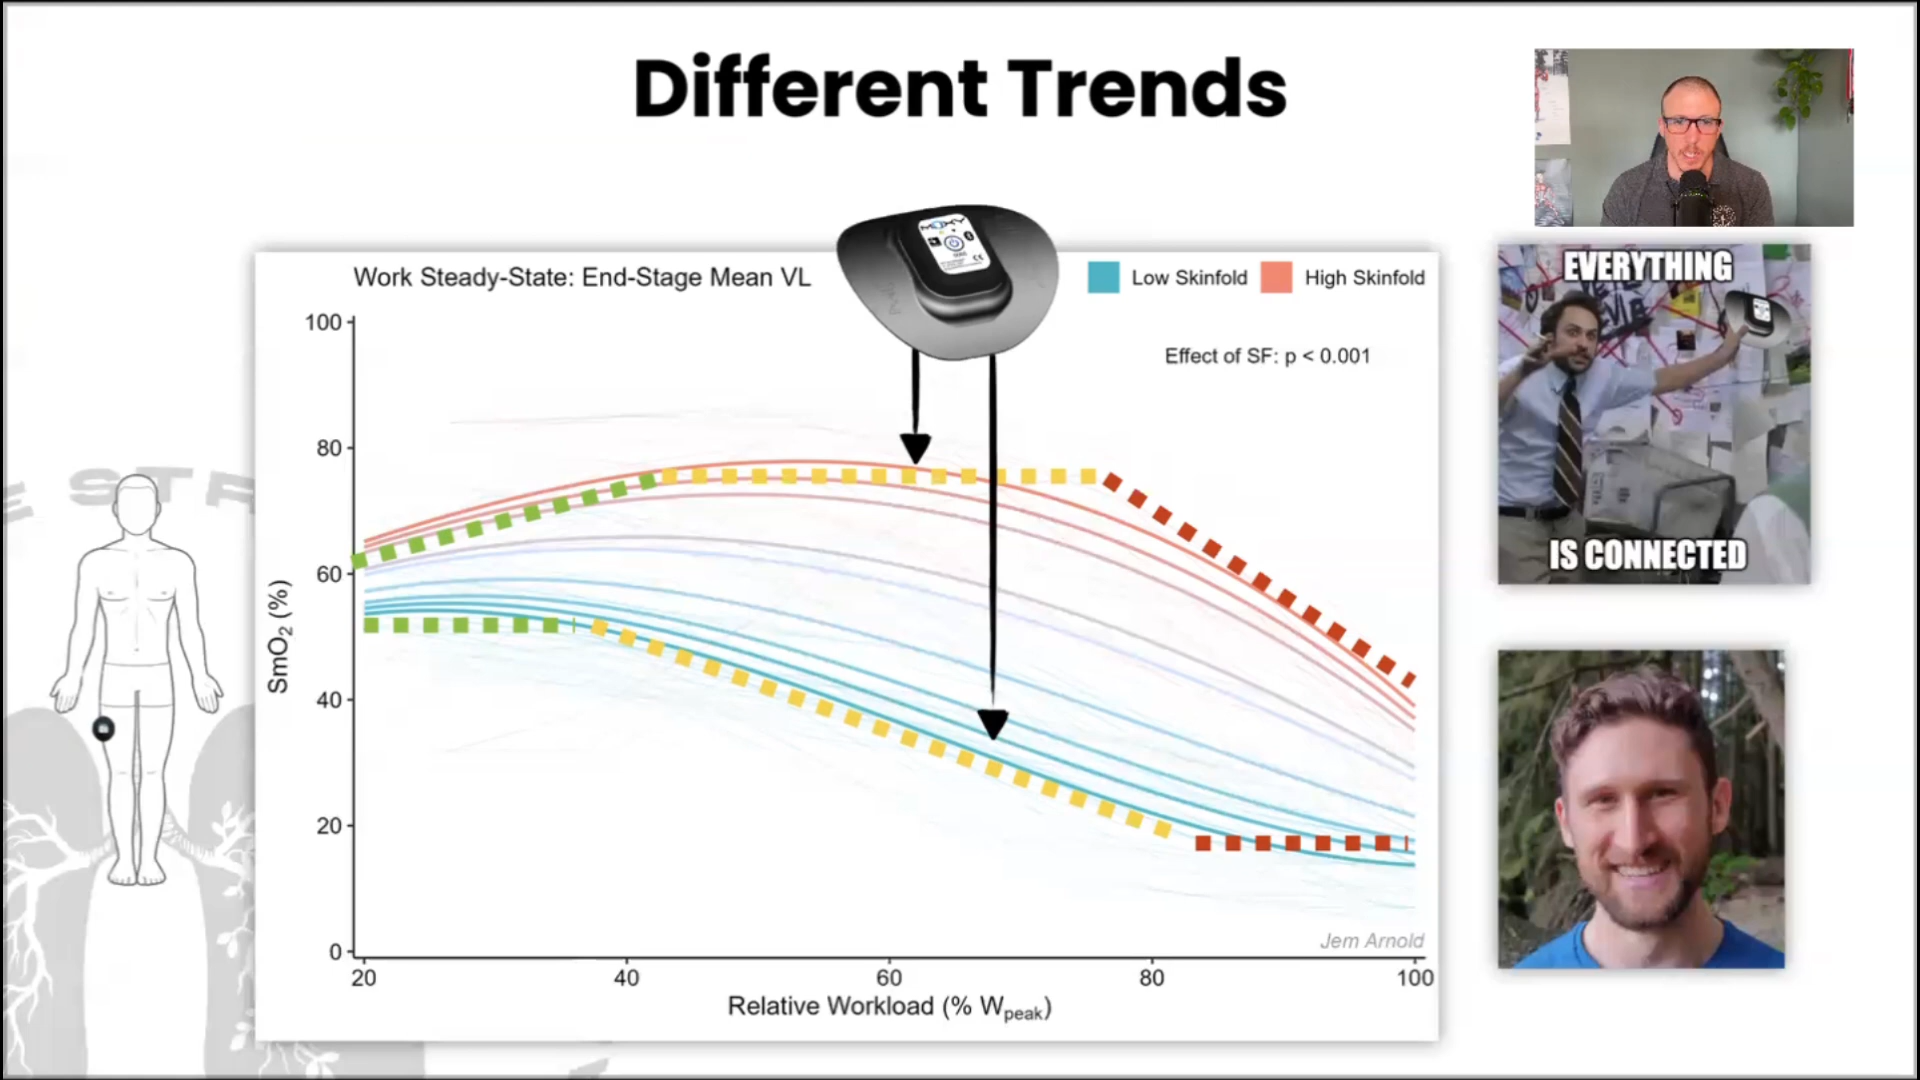 Different Trends
Work Steady-State: End-Stage Mean VL
MOXY
Low Skinfold
High Skinfold
Effect of SF: p < 0.001
100
80
60
40
20
0
SmO₂ (%)
20 40 60 80 100
Relative Workload (% Wpeak)
Jem Arnold
EVERYTHING
IS CONNECTED